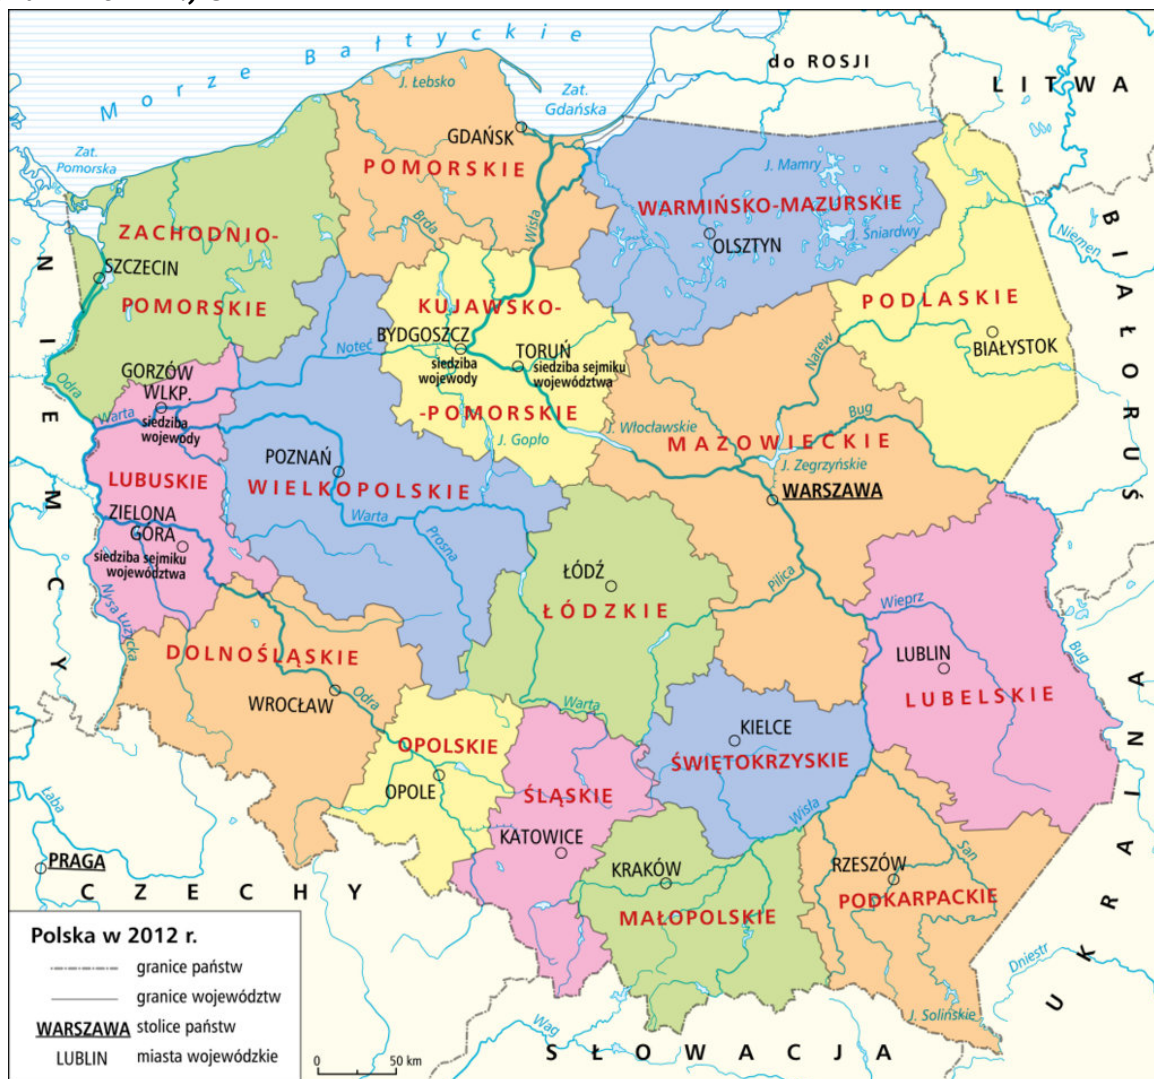 Morze Bałtyckie
do ROSJI
LITWA
J. Łebsko
Zat.
Gdańska
GDAŃSK
Zat.
Pomorska
POMORSKIE
J. Mamry
WARMIŃSKO-MAZURSKIE
J. Śniardwy
OLSZTYN
Niemen
BIAŁORUŚ
ZACHODNIO-
POMORSKIE
SZCZECIN
Brda
Wisła
NIEMCY
KUJAWSKO-
-POMORSKIE
BYDGOSZCZ
siedziba
wojewody
TORUŃ
siedziba sejmiku
województwa
PODLASKIE
BIAŁYSTOK
Narew
Noteć
Odra
GORZÓW
WLKP.
siedziba
wojewody
Warta
J. Gopło
J. Włocławskie
MAZOWIECKIE
Bug
J. Zegrzyńskie
WARSZAWA
LUBUSKIE
POZNAŃ
WIELKOPOLSKIE
Warta
Prosna
ZIELONA
GÓRA
siedziba sejmiku
województwa
Nysa Łużycka
ŁÓDŹ
ŁÓDZKIE
Pilica
Wieprz
Bug
LUBLIN
LUBELSKIE
UKRAINA
DOLNOŚLĄSKIE
WROCŁAW
Odra
Warta
OPOLSKIE
OPOLE
KIELCE
ŚWIĘTOKRZYSKIE
ŚLĄSKIE
KATOWICE
Wisła
Łaba
PRAGA
CZECHY
KRAKÓW
MAŁOPOLSKIE
RZESZÓW
San
PODKARPACKIE
Dniestr
J. Solińskie
Wag
SŁOWACJA
Polska w 2012 r.
granice państw
granice województw
WARSZAWA stolice państw
LUBLIN miasta wojewódzkie
0 50 km